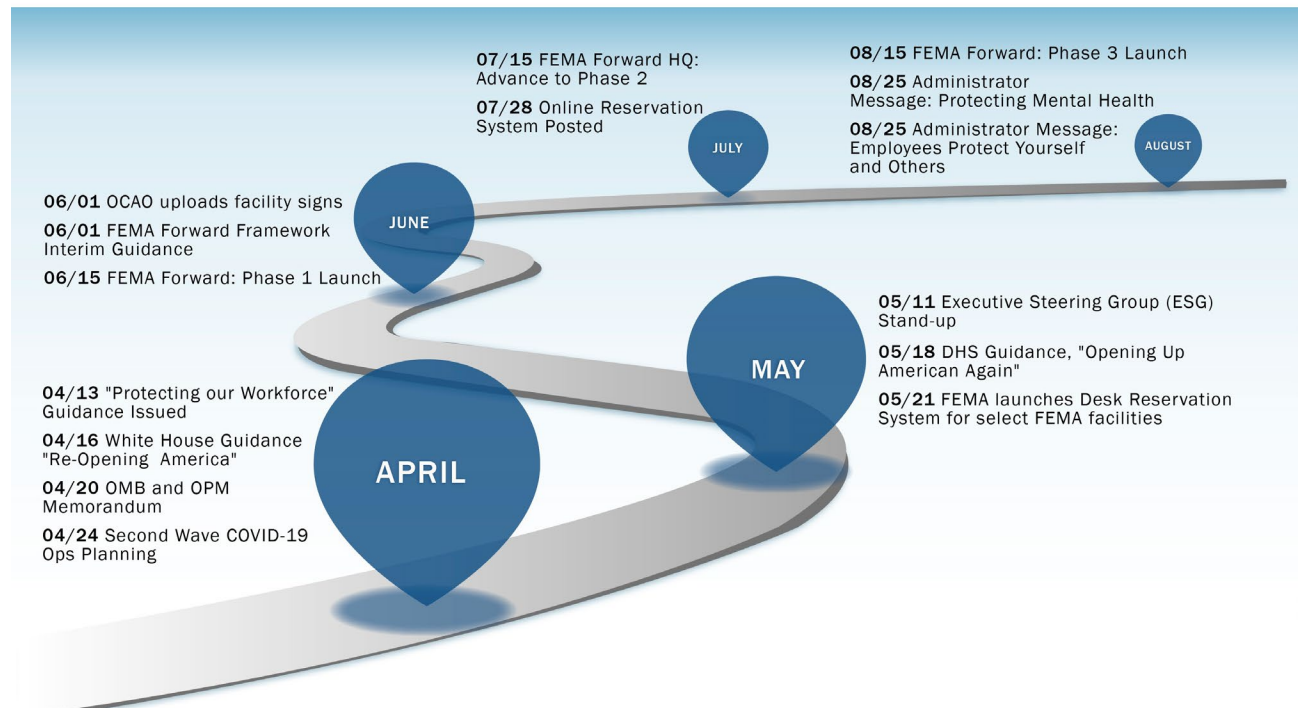 07/15 FEMA Forward HQ:
Advance to Phase 2
07/28 Online Reservation
System Posted
JULY
08/15 FEMA Forward: Phase 3 Launch
08/25 Administrator
Message: Protecting Mental Health
08/25 Administrator Message:
Employees Protect Yourself
and Others
AUGUST
06/01 OCAO uploads facility signs
06/01 FEMA Forward Framework
Interim Guidance
06/15 FEMA Forward: Phase 1 Launch
JUNE
05/11 Executive Steering Group (ESG)
Stand-up
05/18 DHS Guidance, "Opening Up
American Again"
05/21 FEMA launches Desk Reservation
System for select FEMA facilities
MAY
04/13 "Protecting our Workforce"
Guidance Issued
04/16 White House Guidance
"Re-Opening America"
04/20 OMB and OPM
Memorandum
04/24 Second Wave COVID-19
Ops Planning
APRIL